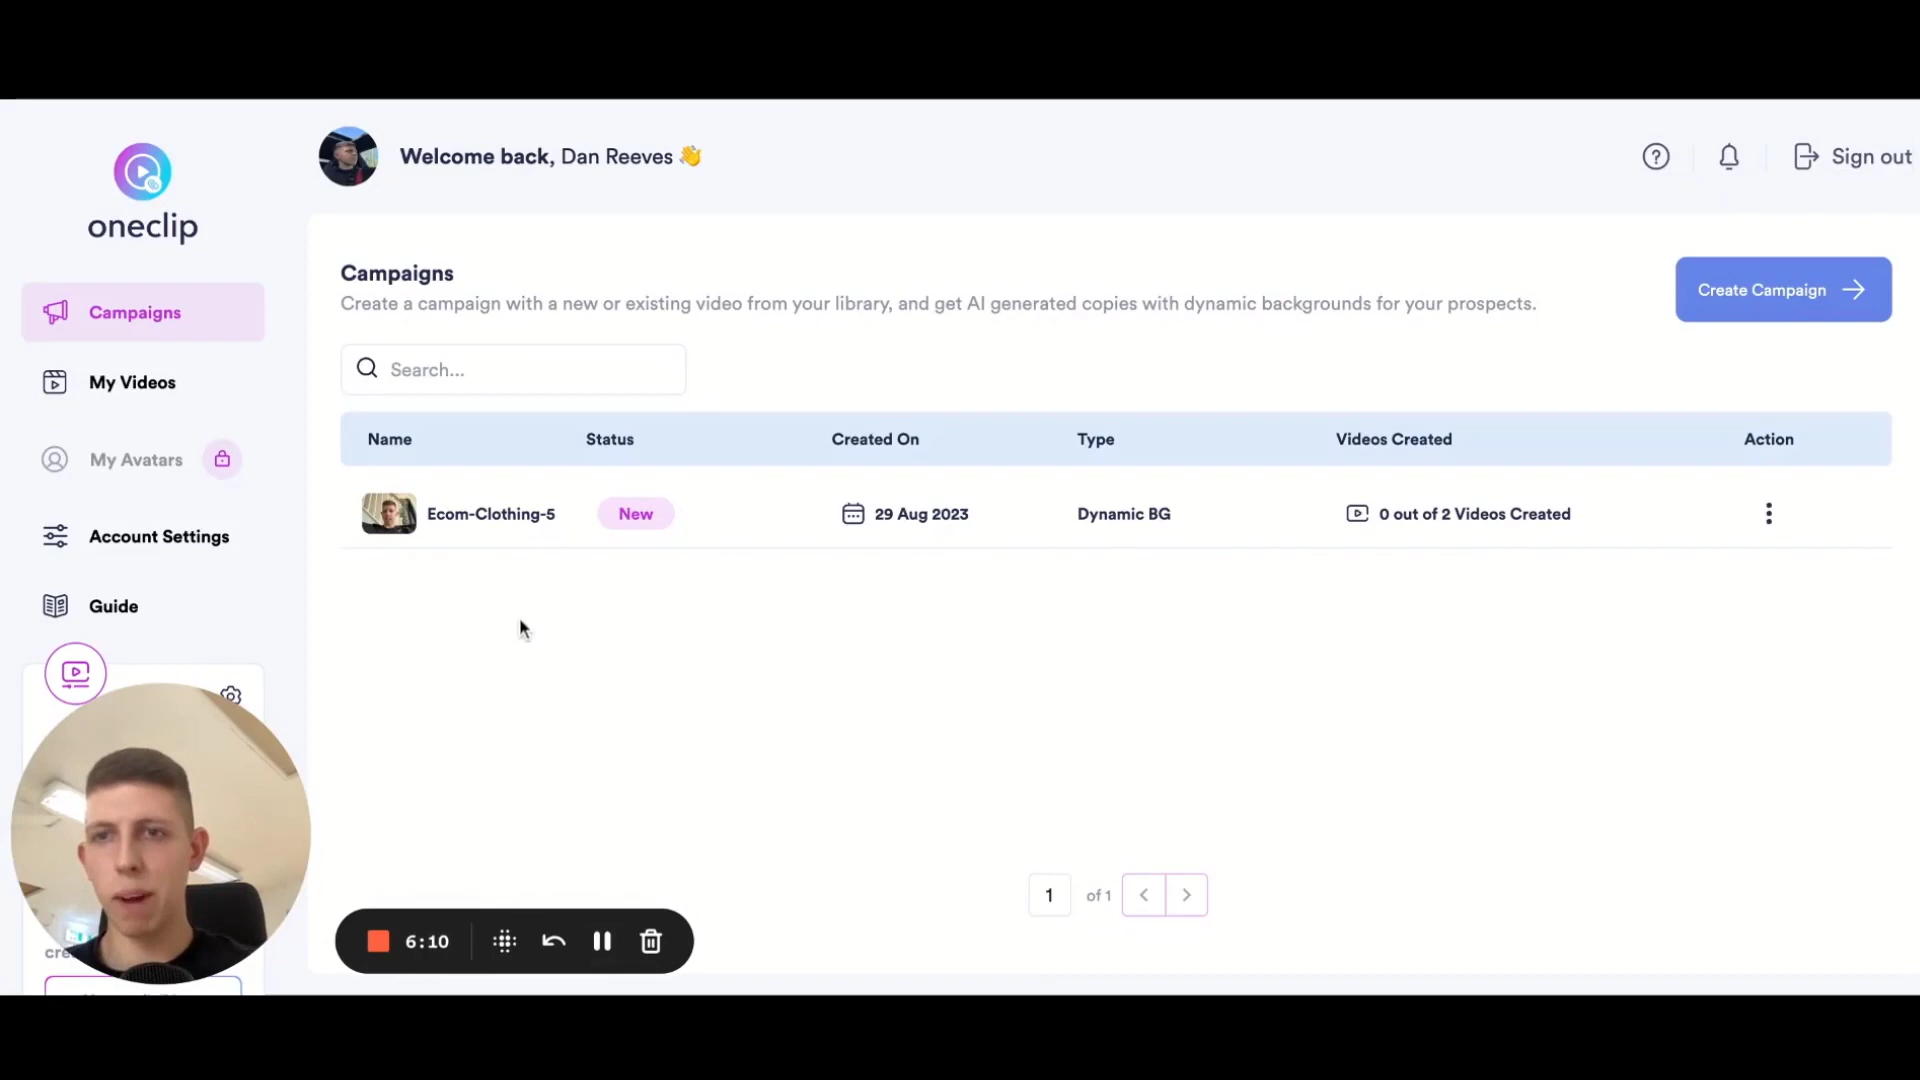 Welcome back, Dan Reeves 👋
Sign out
oneclip
Campaigns
My Videos
My Avatars
Account Settings
Guide
Campaigns
Create a campaign with a new or existing video from your library, and get AI generated copies with dynamic backgrounds for your prospects.
Create Campaign
Search...
Name Status Created On Type Videos Created Action
Ecom-Clothing-5 New 29 Aug 2023 Dynamic BG 0 out of 2 Videos Created
1 of 1
6:10